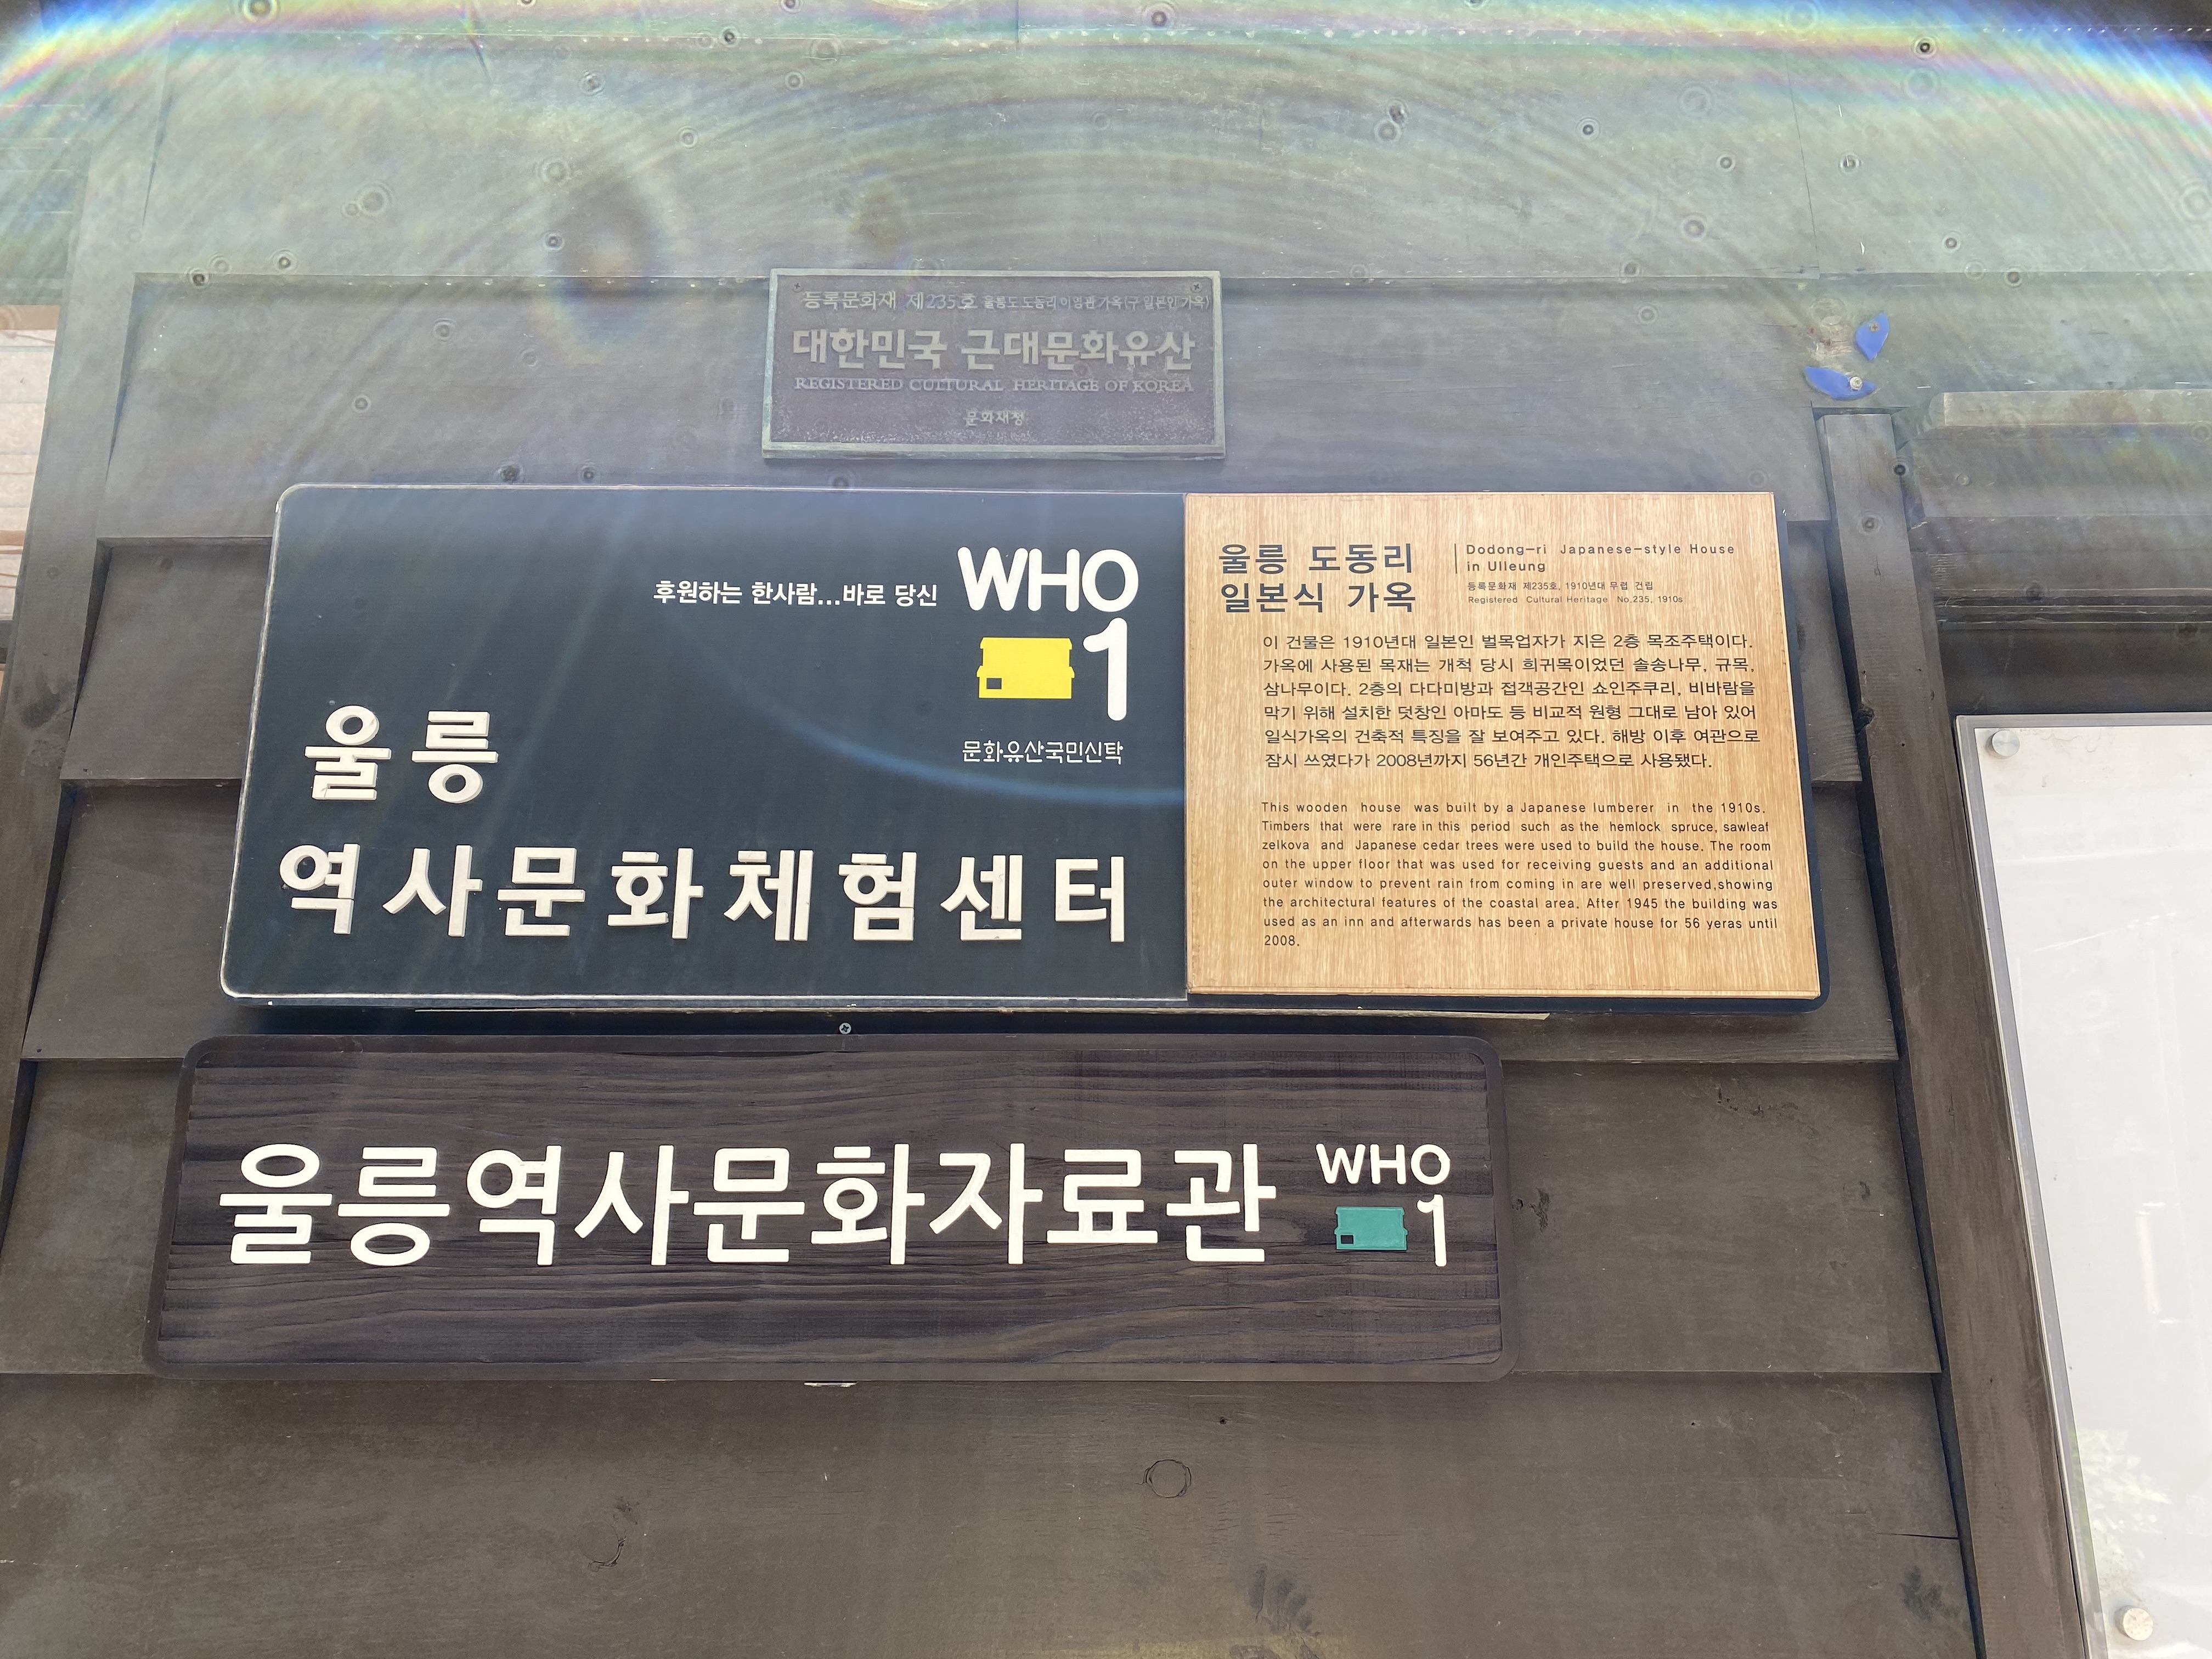 등록문화재 제235호 울릉도 도동리 이영관 가옥(구 일본인 가옥)
대한민국 근대문화유산
REGISTERED CULTURAL HERITAGE OF KOREA
문화재청
후원하는 한사람...바로 당신
WHO
1
문화유산국민신탁
울릉
역사문화체험센터
울릉 도동리
일본식 가옥
Dodong-ri Japanese-style House
in Ulleung
등록문화재 제235호, 1910년대 무렵 건립
Registered Cultural Heritage No.235, 1910s
이 건물은 1910년대 일본인 벌목업자가 지은 2층 목조주택이다.
가옥에 사용된 목재는 개척 당시 희귀목이었던 솔송나무, 규목,
삼나무이다. 2층의 다다미방과 접객공간인 쇼인주쿠리, 비바람을
막기 위해 설치한 덧창인 아마도 등 비교적 원형 그대로 남아 있어
일식가옥의 건축적 특징을 잘 보여주고 있다. 해방 이후 여관으로
잠시 쓰였다가 2008년까지 56년간 개인주택으로 사용됐다.
This wooden house was built by a Japanese lumberer in the 1910s.
Timbers that were rare in this period such as the hemlock spruce, sawleaf
zelkova and Japanese cedar trees were used to build the house. The room
on the upper floor that was used for receiving guests and an additional
outer window to prevent rain from coming in are well preserved,showing
the architectural features of the coastal area. After 1945 the building was
used as an inn and afterwards has been a private house for 56 yeras until
2008.
울릉역사문화자료관
WHO
1